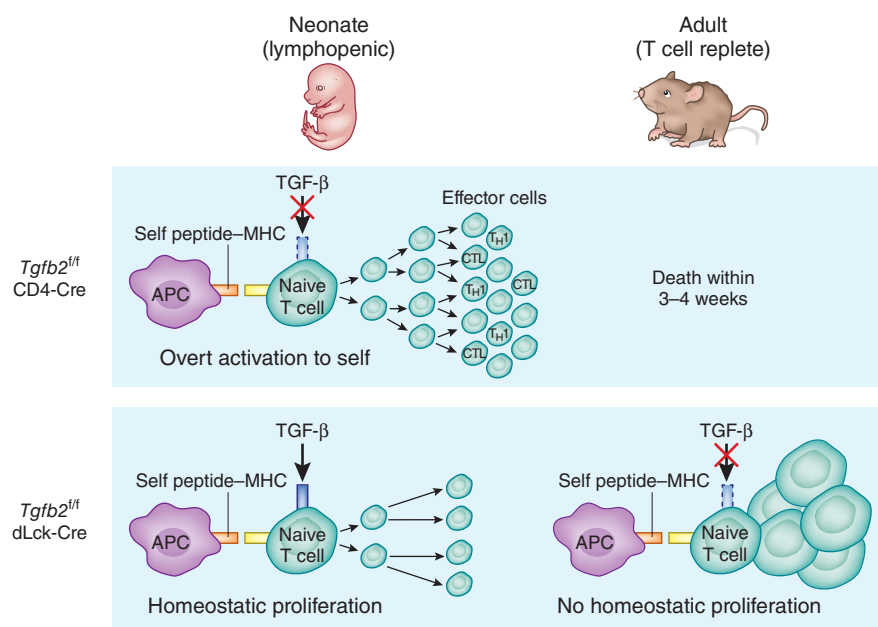 Neonate
(lymphopenic)
Adult
(T cell replete)
Tgfb2f/f
CD4-Cre
TGF-β
Self peptide–MHC
APC
Naive
T cell
Effector cells
TH1
CTL
TH1
CTL
TH1
CTL
Overt activation to self
Death within
3–4 weeks
Tgfb2f/f
dLck-Cre
TGF-β
Self peptide–MHC
APC
Naive
T cell
Homeostatic proliferation
TGF-β
Self peptide–MHC
APC
Naive
T cell
No homeostatic proliferation